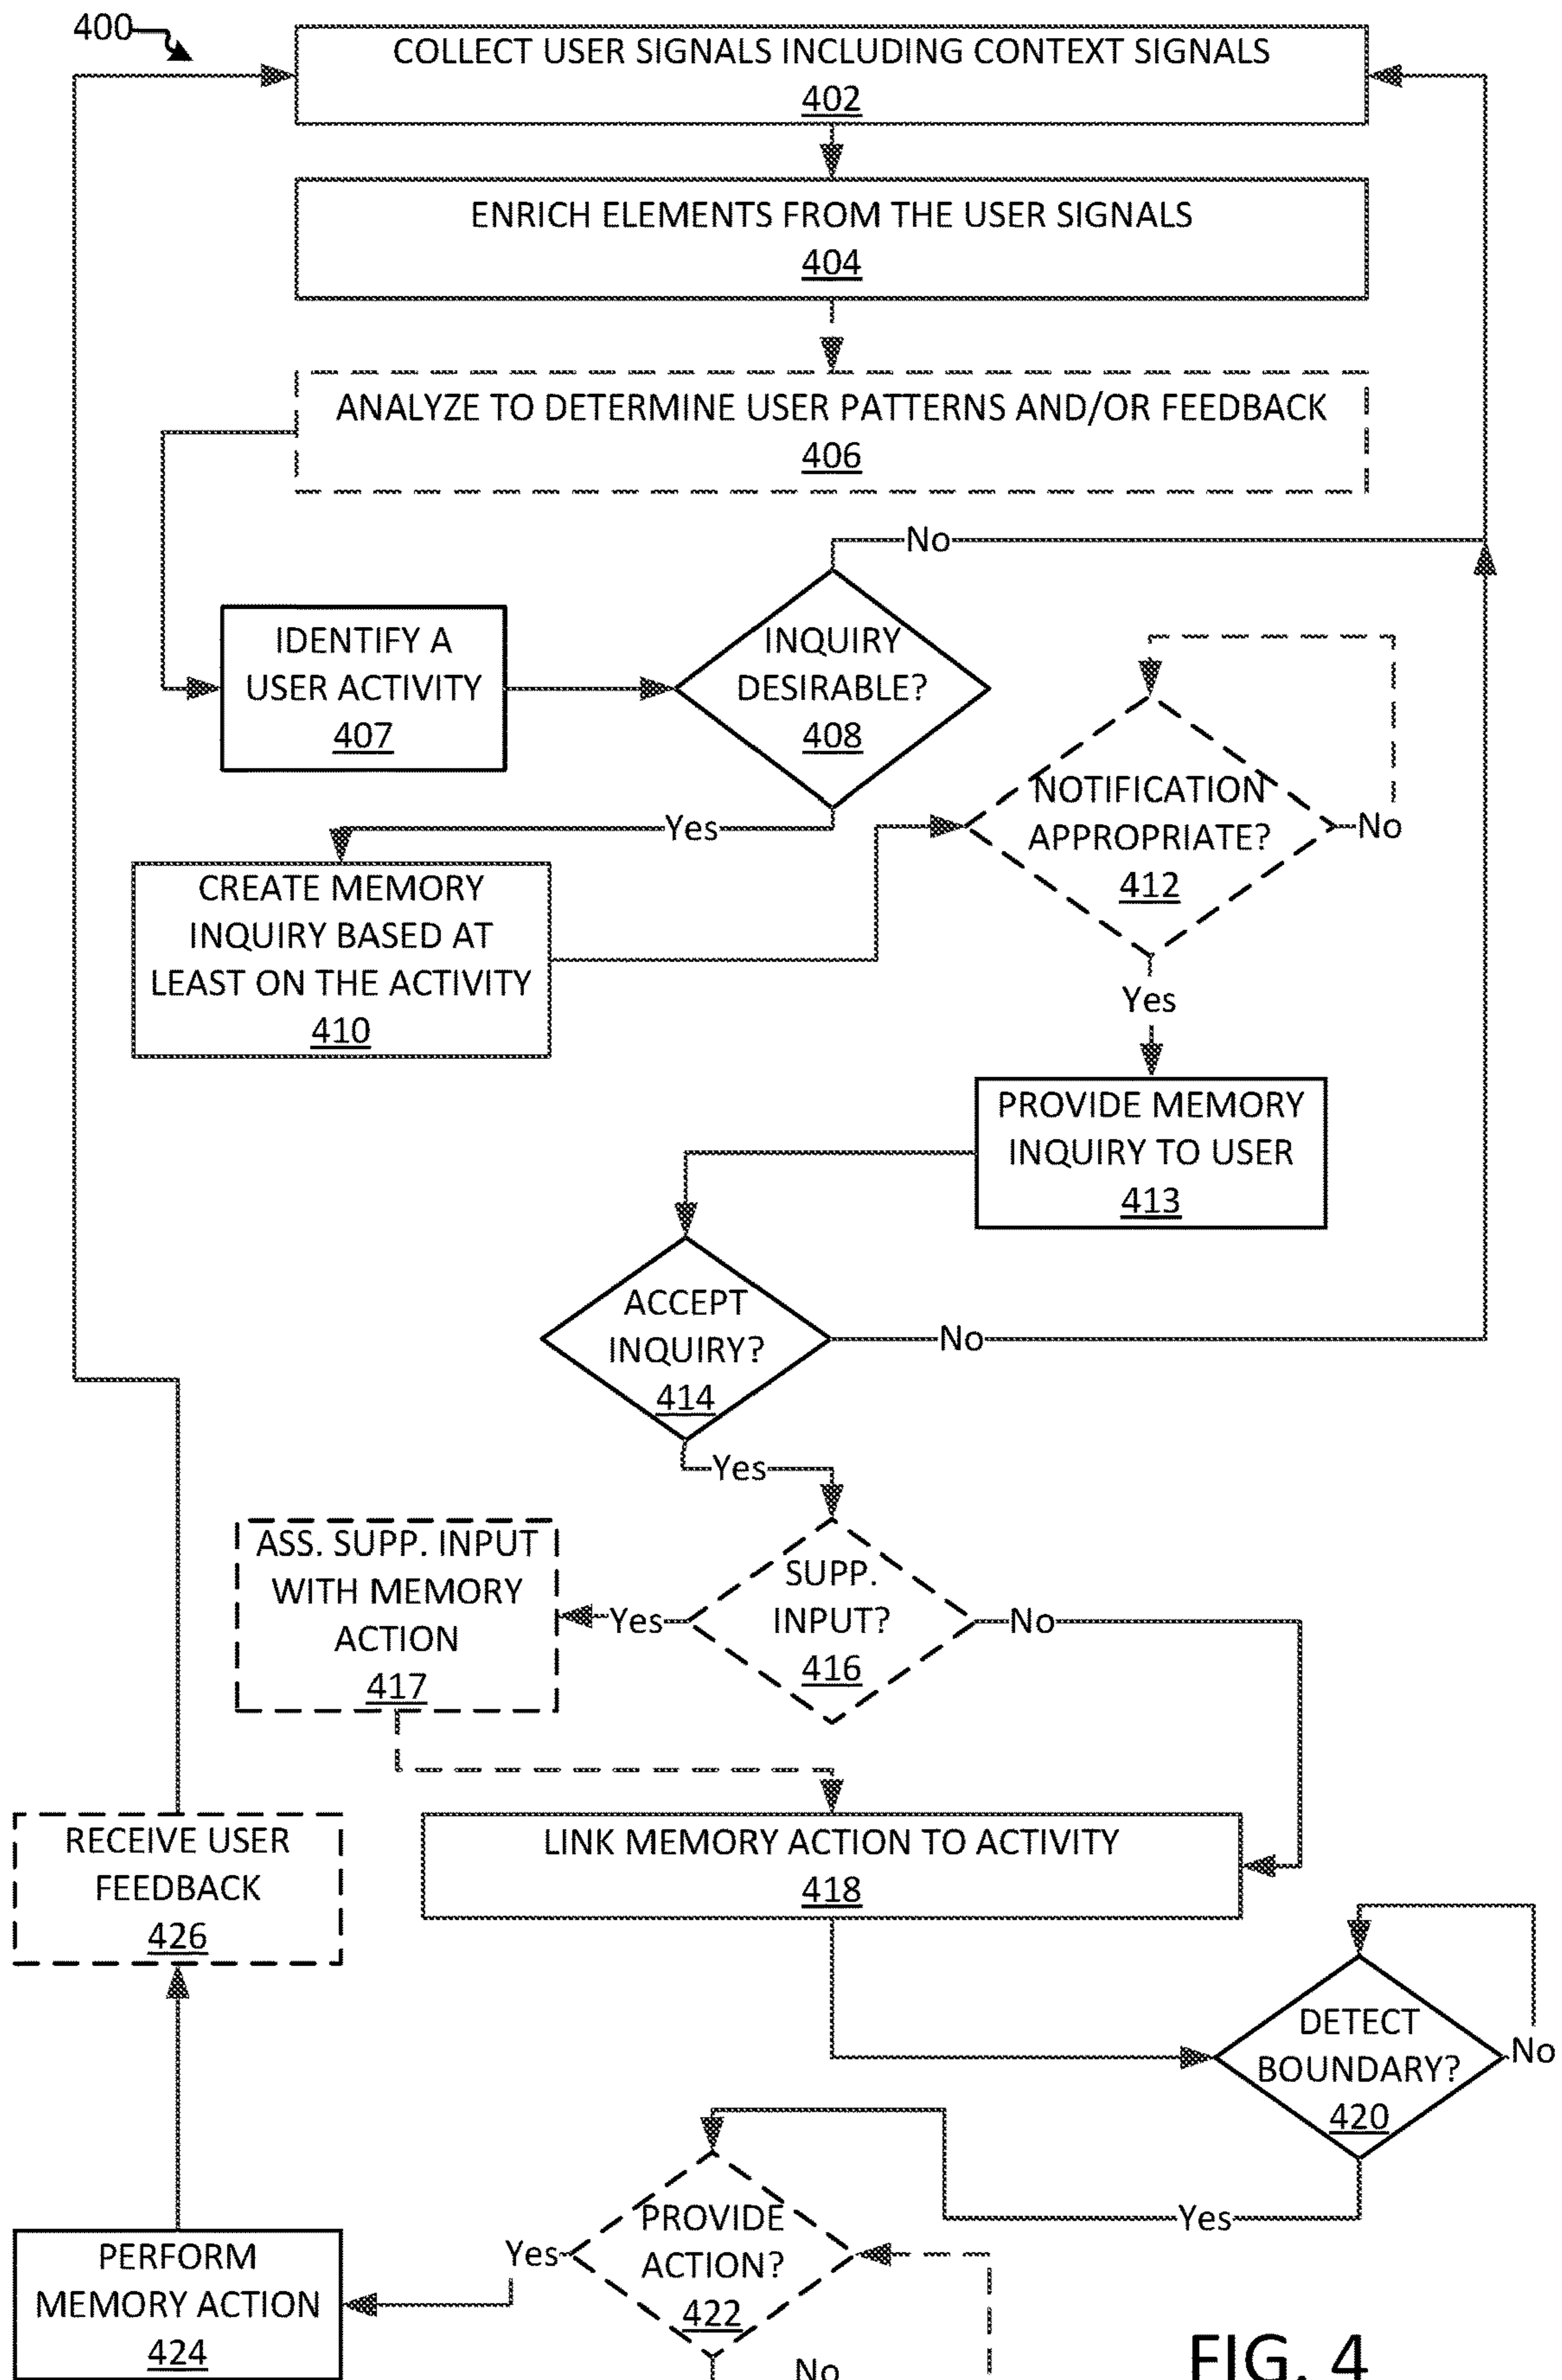 400
COLLECT USER SIGNALS INCLUDING CONTEXT SIGNALS
402
ENRICH ELEMENTS FROM THE USER SIGNALS
404
ANALYZE TO DETERMINE USER PATTERNS AND/OR FEEDBACK
406
No
IDENTIFY A
USER ACTIVITY
407
INQUIRY
DESIRABLE?
408
NOTIFICATION
APPROPRIATE?
412
No
Yes
CREATE MEMORY
INQUIRY BASED AT
LEAST ON THE ACTIVITY
410
Yes
PROVIDE MEMORY
INQUIRY TO USER
413
ACCEPT
INQUIRY?
414
No
Yes
ASS. SUPP. INPUT
WITH MEMORY
ACTION
417
Yes
SUPP.
INPUT?
416
No
RECEIVE USER
FEEDBACK
426
LINK MEMORY ACTION TO ACTIVITY
418
DETECT
BOUNDARY?
420
No
Yes
PROVIDE
ACTION?
422
Yes
PERFORM
MEMORY ACTION
424
No
FIG. 4